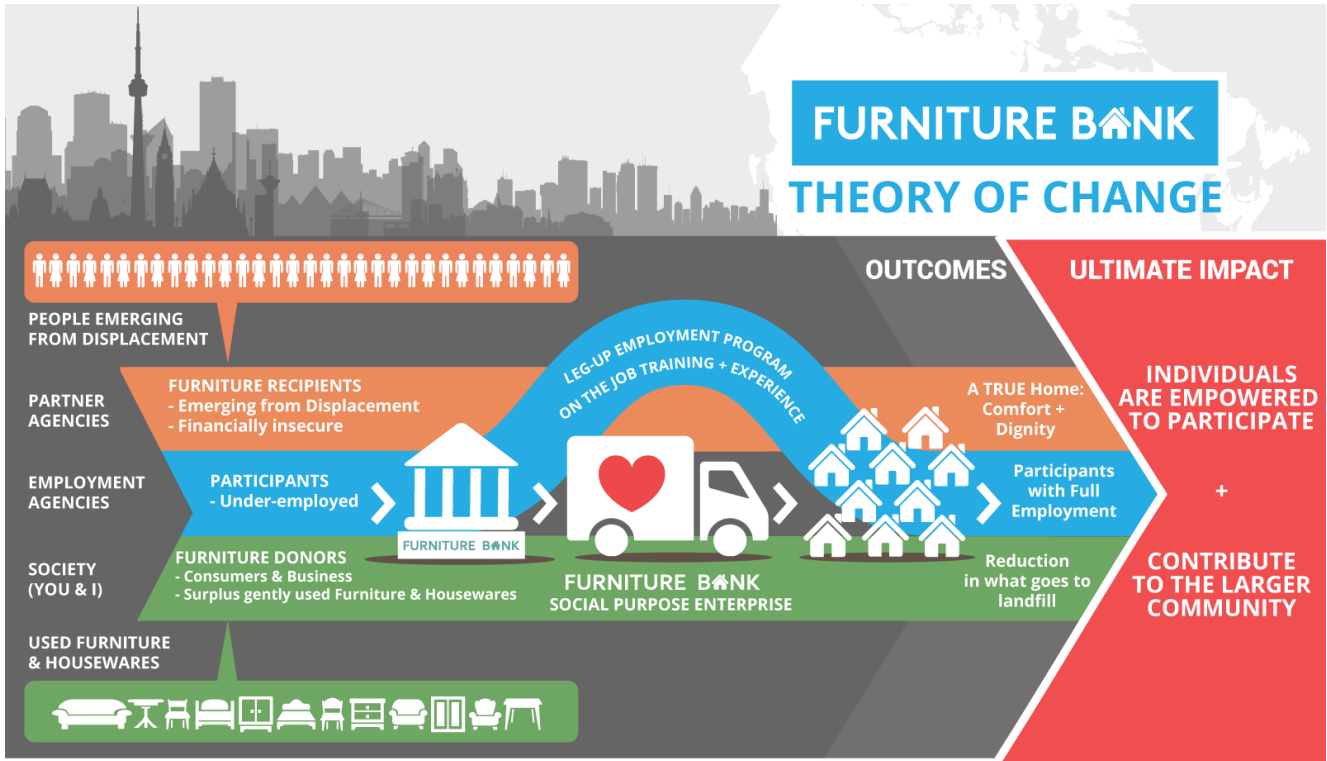 FURNITURE BANK
THEORY OF CHANGE
OUTCOMES
ULTIMATE IMPACT
PEOPLE EMERGING
FROM DISPLACEMENT
LEG-UP EMPLOYMENT PROGRAM
ON THE JOB TRAINING + EXPERIENCE
PARTNER
AGENCIES
FURNITURE RECIPIENTS
- Emerging from Displacement
- Financially insecure
A TRUE Home:
Comfort +
Dignity
INDIVIDUALS
ARE EMPOWERED
TO PARTICIPATE
EMPLOYMENT
AGENCIES
PARTICIPANTS
- Under-employed
FURNITURE BANK
Participants
with Full
Employment
+
SOCIETY
(YOU & I)
FURNITURE DONORS
- Consumers & Business
- Surplus gently used Furniture & Housewares
FURNITURE BANK
SOCIAL PURPOSE ENTERPRISE
Reduction
in what goes to
landfill
CONTRIBUTE
TO THE LARGER
COMMUNITY
USED FURNITURE
& HOUSEWARES